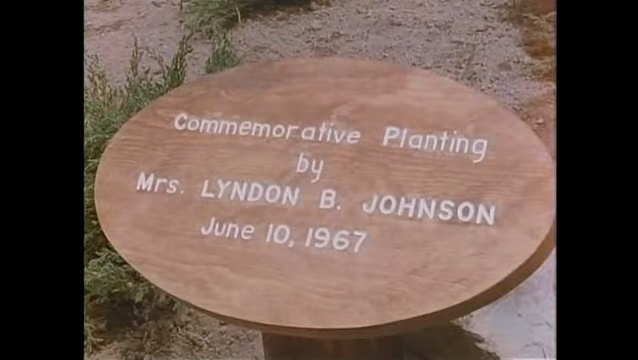 Commemorative Planting
by
Mrs. LYNDON B. JOHNSON
June 10, 1967